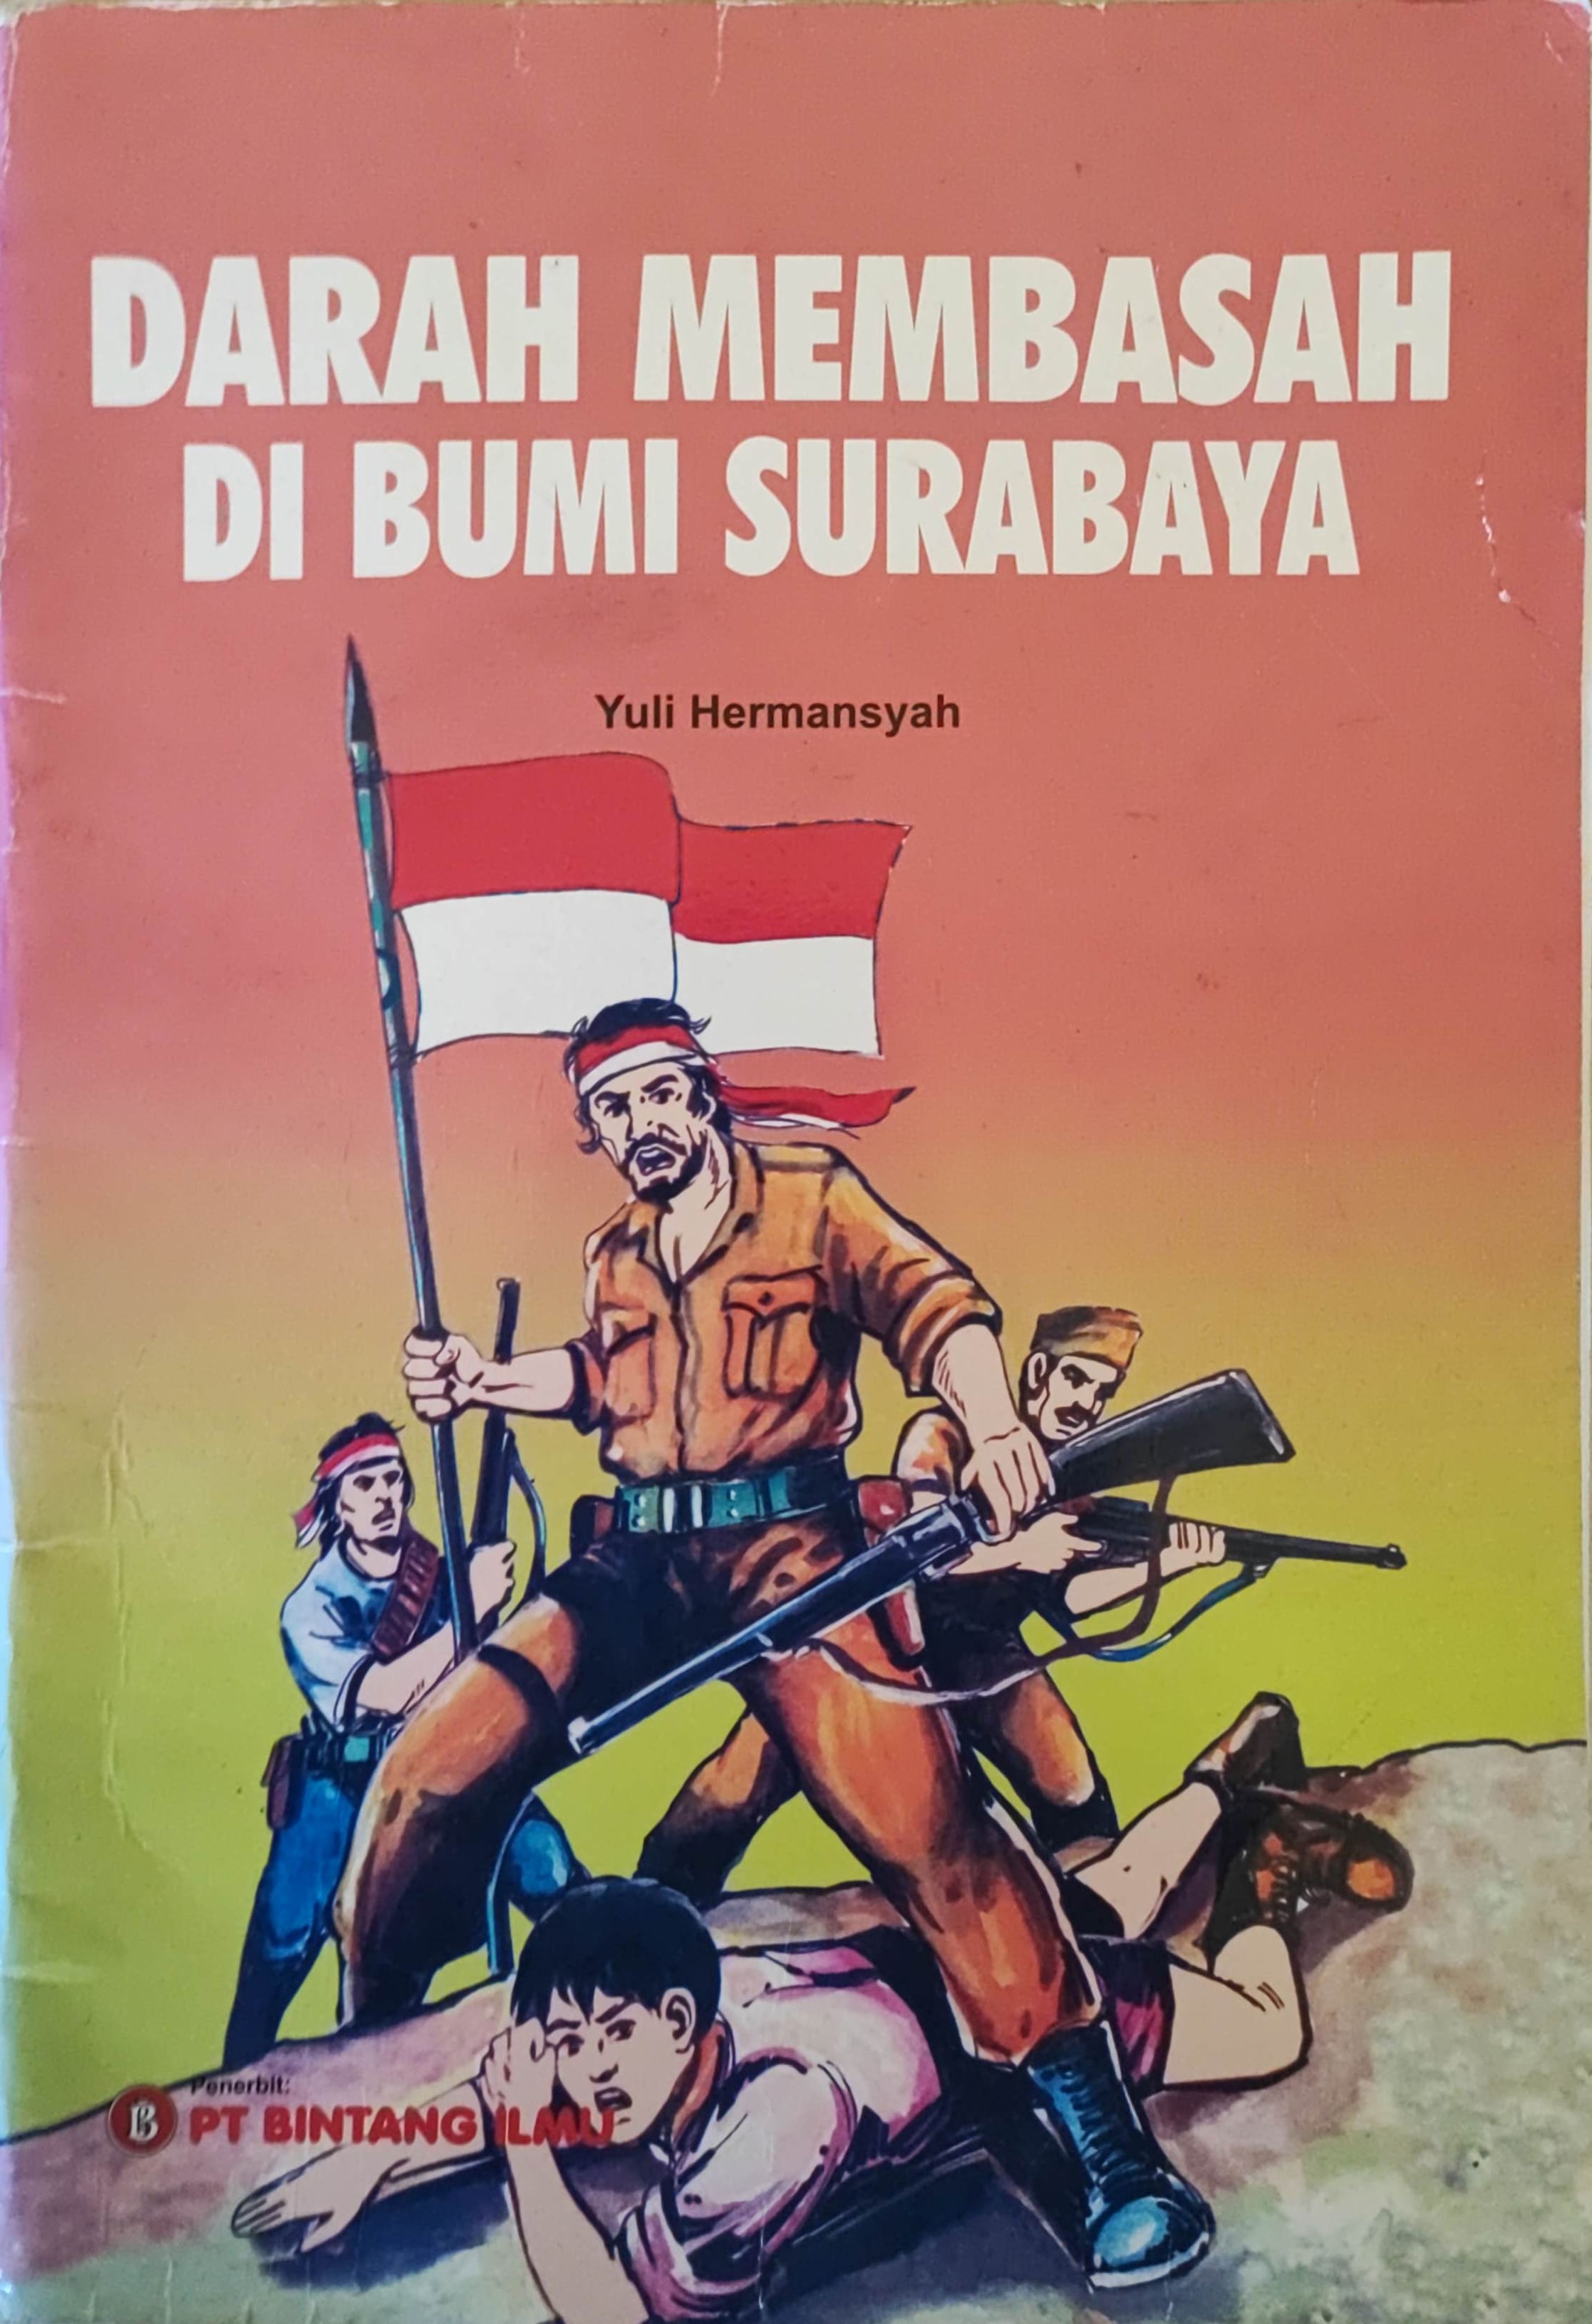 DARAH MEMBASAH
DI BUMI SURABAYA
Yuli Hermansyah
Penerbit:
B
PT BINTANG ILMU